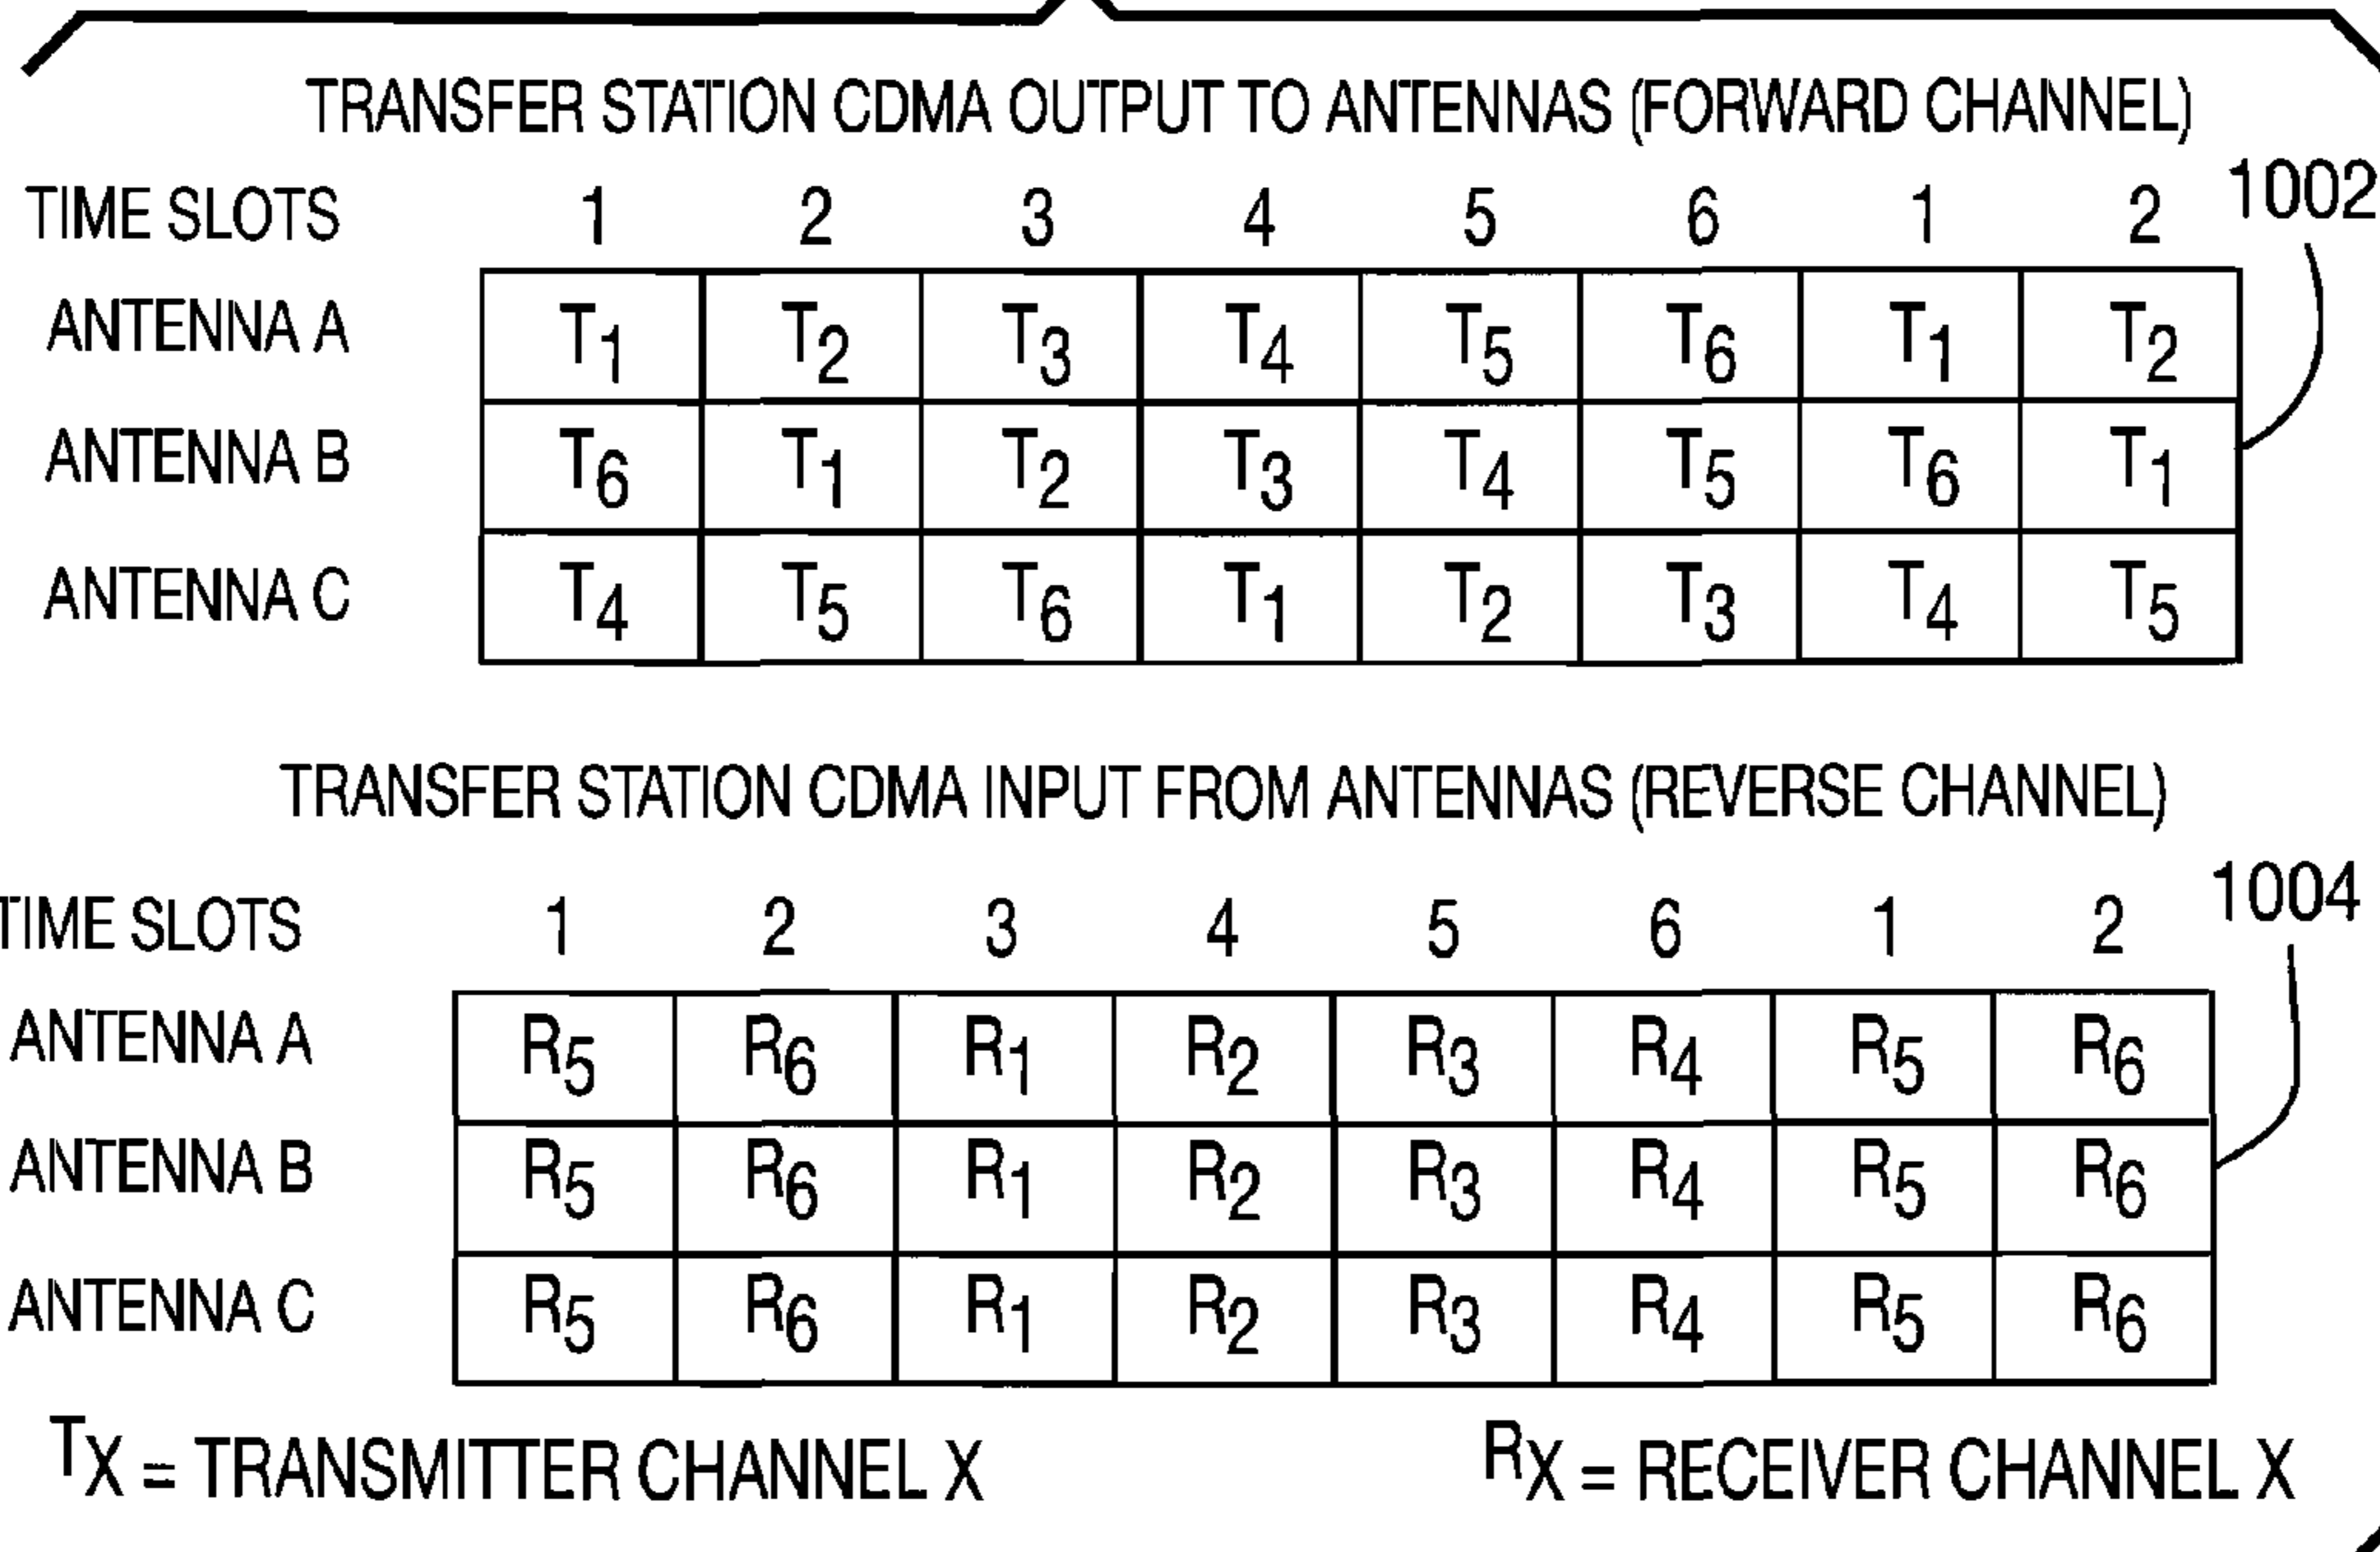 TRANSFER STATION CDMA OUTPUT TO ANTENNAS (FORWARD CHANNEL)
TIME SLOTS 1 2 3 4 5 6 1 2 1002
ANTENNA A T1 T2 T3 T4 T5 T6 T1 T2
ANTENNA B T6 T1 T2 T3 T4 T5 T6 T1
ANTENNA C T4 T5 T6 T1 T2 T3 T4 T5
TRANSFER STATION CDMA INPUT FROM ANTENNAS (REVERSE CHANNEL)
TIME SLOTS 1 2 3 4 5 6 1 2 1004
ANTENNA A R5 R6 R1 R2 R3 R4 R5 R6
ANTENNA B R5 R6 R1 R2 R3 R4 R5 R6
ANTENNA C R5 R6 R1 R2 R3 R4 R5 R6
TX = TRANSMITTER CHANNEL X RX = RECEIVER CHANNEL X